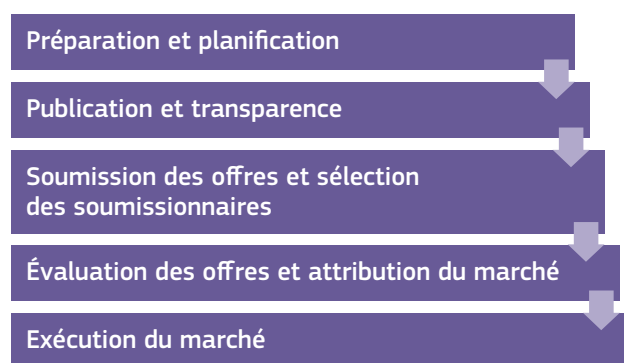 Préparation et planification
Publication et transparence
Soumission des offres et sélection
des soumissionnaires
Évaluation des offres et attribution du marché
Exécution du marché